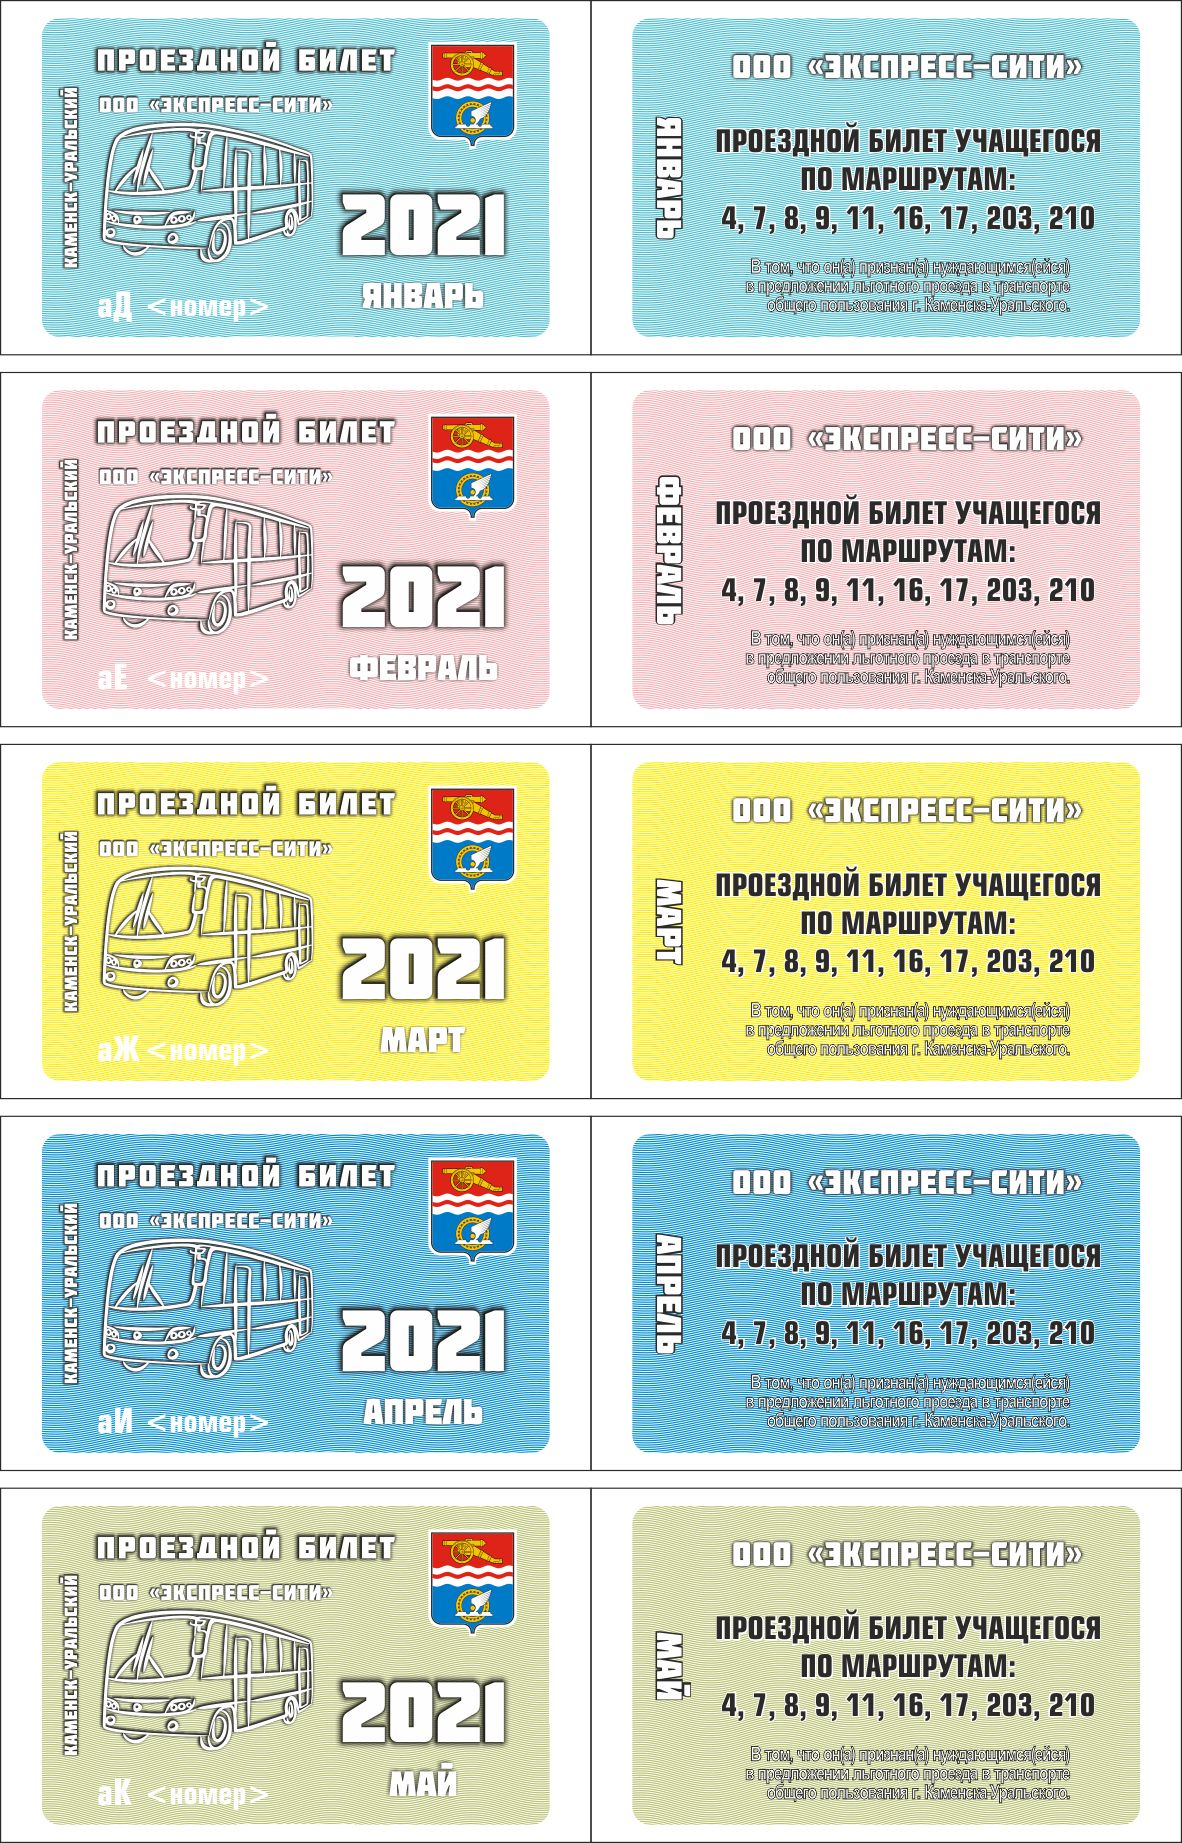 ПРОЕЗДНОЙ БИЛЕТ
ООО «ЭКСПРЕСС-СИТИ»
КАМЕНСК-УРАЛЬСКИЙ
2021
ЯНВАРЬ
аД <номер>
ООО «ЭКСПРЕСС-СИТИ»
ЯНВАРЬ
ПРОЕЗДНОЙ БИЛЕТ УЧАЩЕГОСЯ
ПО МАРШРУТАМ:
4, 7, 8, 9, 11, 16, 17, 203, 210
В том, что он(а) признан(а) нуждающимся(ейся)
в предложении льготного проезда в транспорте
общего пользования г. Каменска-Уральского.
ПРОЕЗДНОЙ БИЛЕТ
ООО «ЭКСПРЕСС-СИТИ»
КАМЕНСК-УРАЛЬСКИЙ
2021
ФЕВРАЛЬ
аЕ <номер>
ООО «ЭКСПРЕСС-СИТИ»
ФЕВРАЛЬ
ПРОЕЗДНОЙ БИЛЕТ УЧАЩЕГОСЯ
ПО МАРШРУТАМ:
4, 7, 8, 9, 11, 16, 17, 203, 210
В том, что он(а) признан(а) нуждающимся(ейся)
в предложении льготного проезда в транспорте
общего пользования г. Каменска-Уральского.
ПРОЕЗДНОЙ БИЛЕТ
ООО «ЭКСПРЕСС-СИТИ»
КАМЕНСК-УРАЛЬСКИЙ
2021
МАРТ
аЖ <номер>
ООО «ЭКСПРЕСС-СИТИ»
МАРТ
ПРОЕЗДНОЙ БИЛЕТ УЧАЩЕГОСЯ
ПО МАРШРУТАМ:
4, 7, 8, 9, 11, 16, 17, 203, 210
В том, что он(а) признан(а) нуждающимся(ейся)
в предложении льготного проезда в транспорте
общего пользования г. Каменска-Уральского.
ПРОЕЗДНОЙ БИЛЕТ
ООО «ЭКСПРЕСС-СИТИ»
КАМЕНСК-УРАЛЬСКИЙ
2021
АПРЕЛЬ
аИ <номер>
ООО «ЭКСПРЕСС-СИТИ»
АПРЕЛЬ
ПРОЕЗДНОЙ БИЛЕТ УЧАЩЕГОСЯ
ПО МАРШРУТАМ:
4, 7, 8, 9, 11, 16, 17, 203, 210
В том, что он(а) признан(а) нуждающимся(ейся)
в предложении льготного проезда в транспорте
общего пользования г. Каменска-Уральского.
ПРОЕЗДНОЙ БИЛЕТ
ООО «ЭКСПРЕСС-СИТИ»
КАМЕНСК-УРАЛЬСКИЙ
2021
МАЙ
аК <номер>
ООО «ЭКСПРЕСС-СИТИ»
МАЙ
ПРОЕЗДНОЙ БИЛЕТ УЧАЩЕГОСЯ
ПО МАРШРУТАМ:
4, 7, 8, 9, 11, 16, 17, 203, 210
В том, что он(а) признан(а) нуждающимся(ейся)
в предложении льготного проезда в транспорте
общего пользования г. Каменска-Уральского.